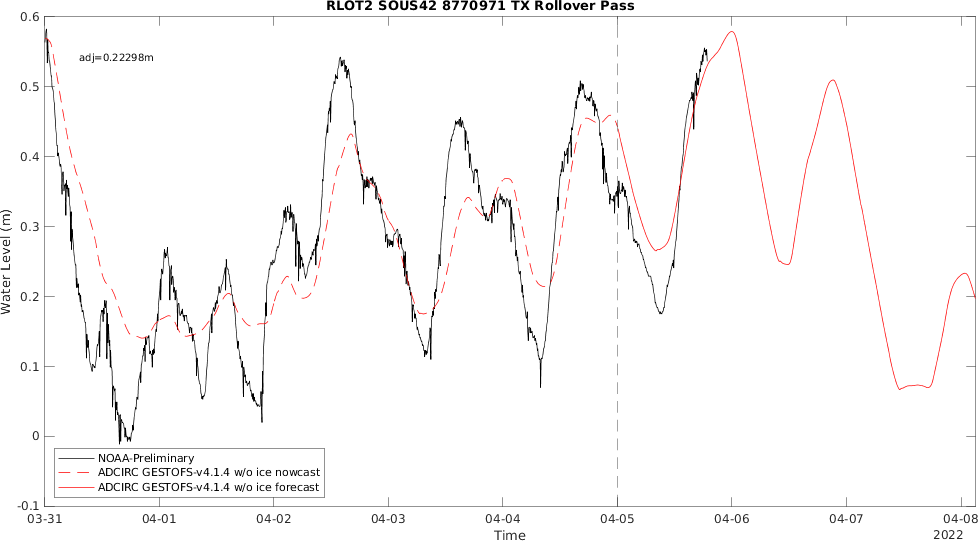 RLOT2 SOUS42 8770971 TX Rollover Pass
adj=0.22298m
0.6
0.5
0.4
0.3
0.2
0.1
0
-0.1
Water Level (m)
NOAA-Preliminary
ADCIRC GESTOFS-v4.1.4 w/o ice nowcast
ADCIRC GESTOFS-v4.1.4 w/o ice forecast
03-31 04-01 04-02 04-03 04-04 04-05 04-06 04-07 04-08
Time
2022